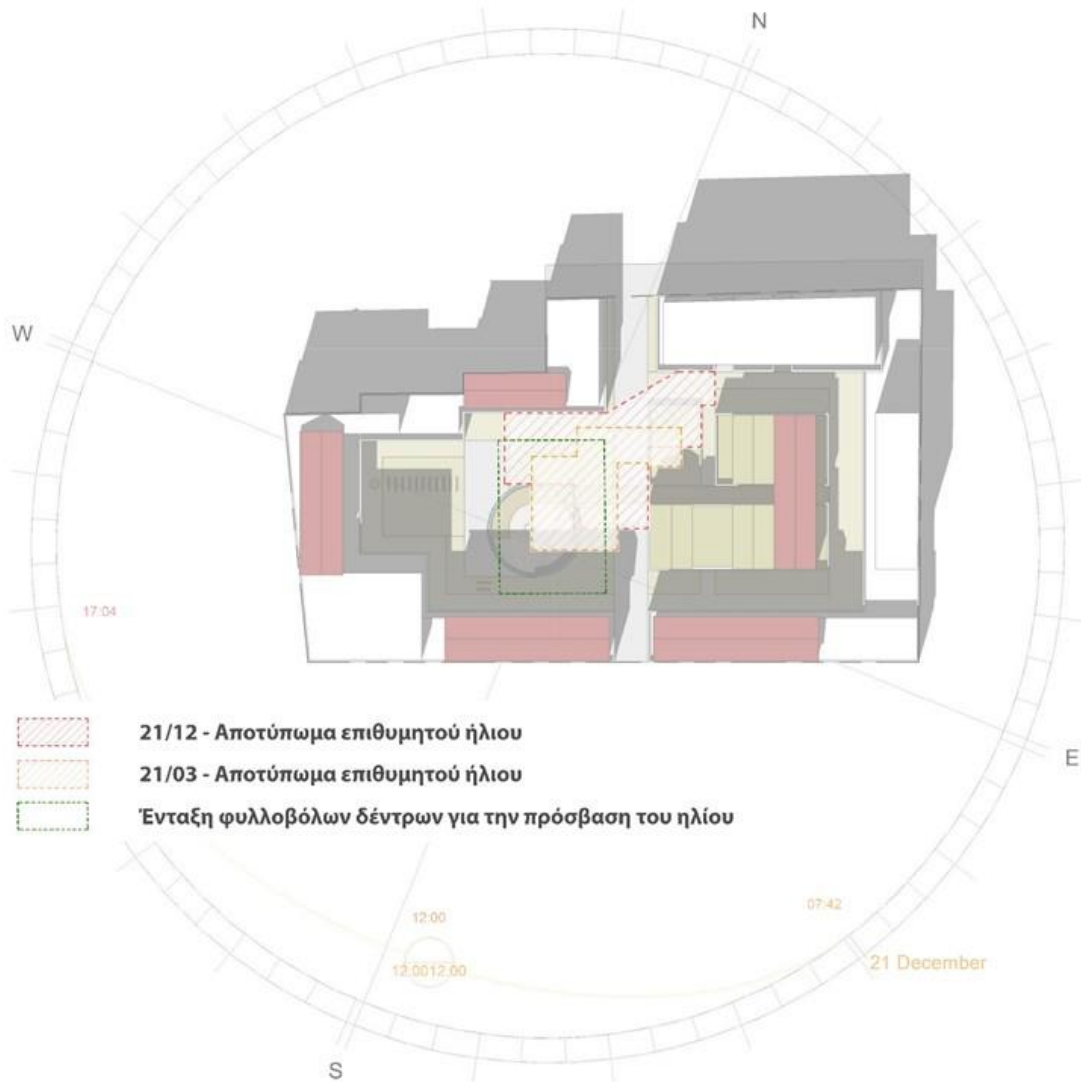 N
W
17:04
21/12 - Αποτύπωμα επιθυμητού ήλιου
21/03 - Αποτύπωμα επιθυμητού ήλιου
Ένταξη φυλλοβόλων δέντρων για την πρόσβαση του ηλίου
E
07:42
12:00
12.0012.00
21 December
S